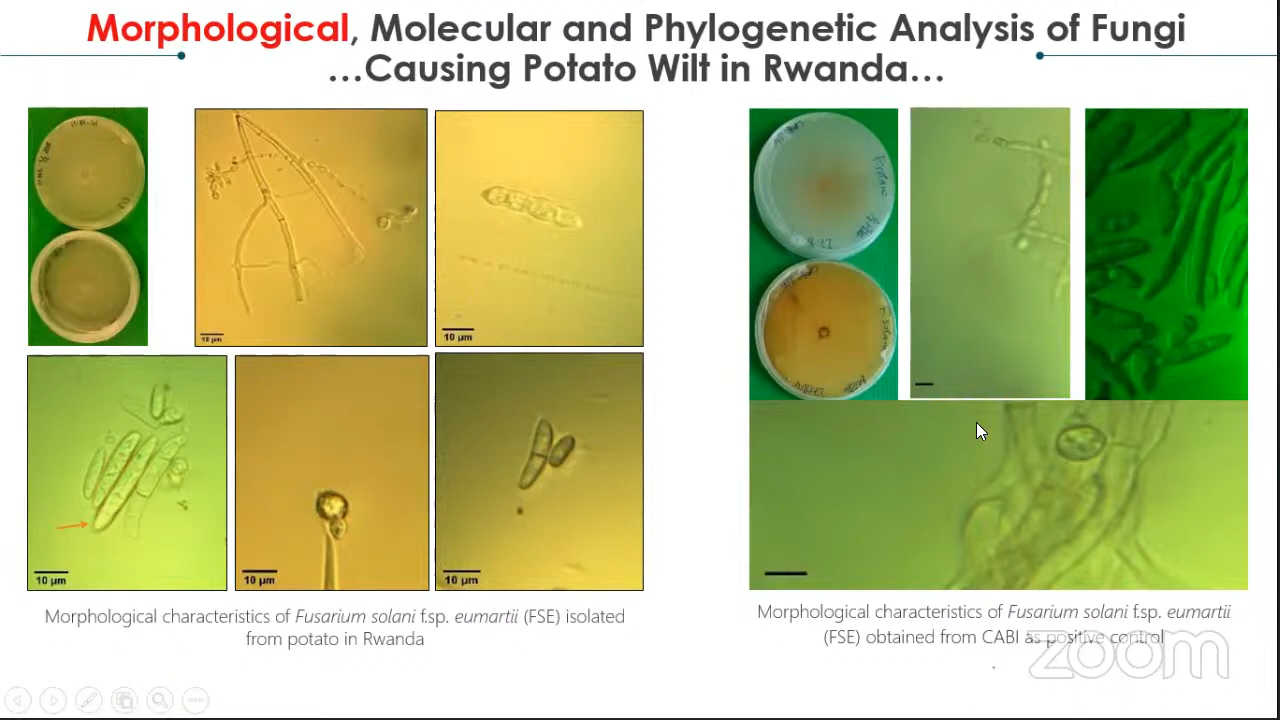 Morphological, Molecular and Phylogenetic Analysis of Fungi
...Causing Potato Wilt in Rwanda...
10 µm
10 µm
10 µm
10 µm
10 µm
Morphological characteristics of Fusarium solani f.sp. eumartii (FSE) isolated
from potato in Rwanda
Morphological characteristics of Fusarium solani f.sp. eumartii
(FSE) obtained from CABI as positive control
zoom